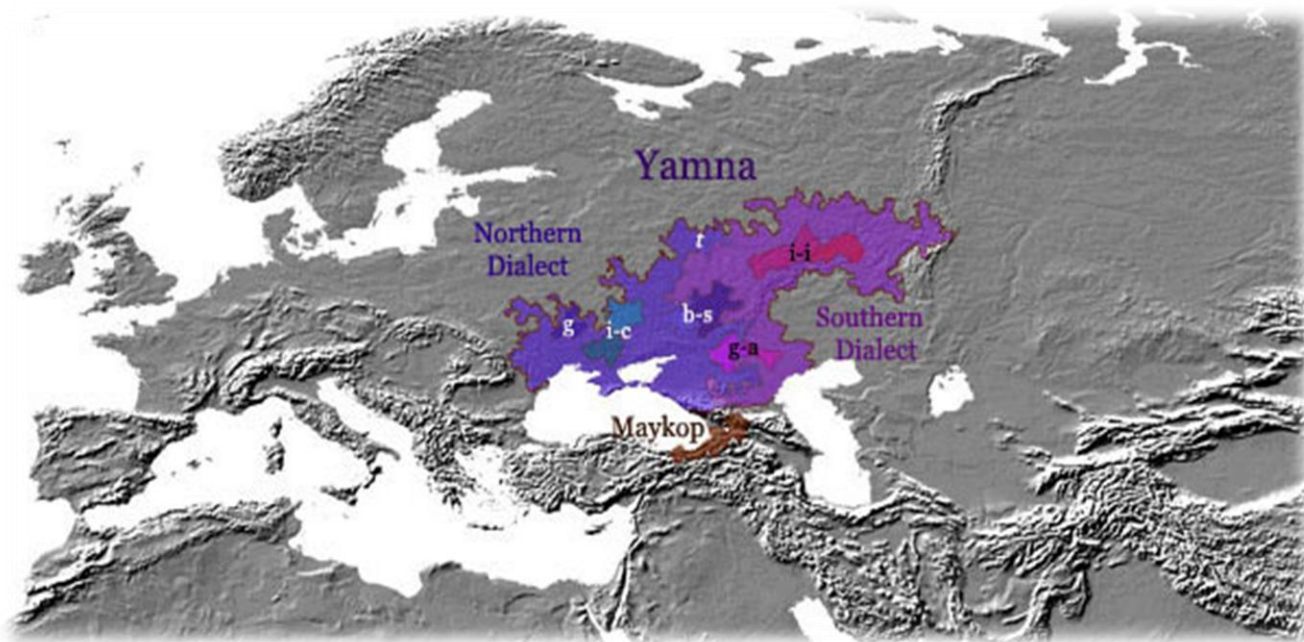 Yamna
Northern
Dialect
t
i-i
g
i-c
b-s
Southern
Dialect
g-a
Maykop